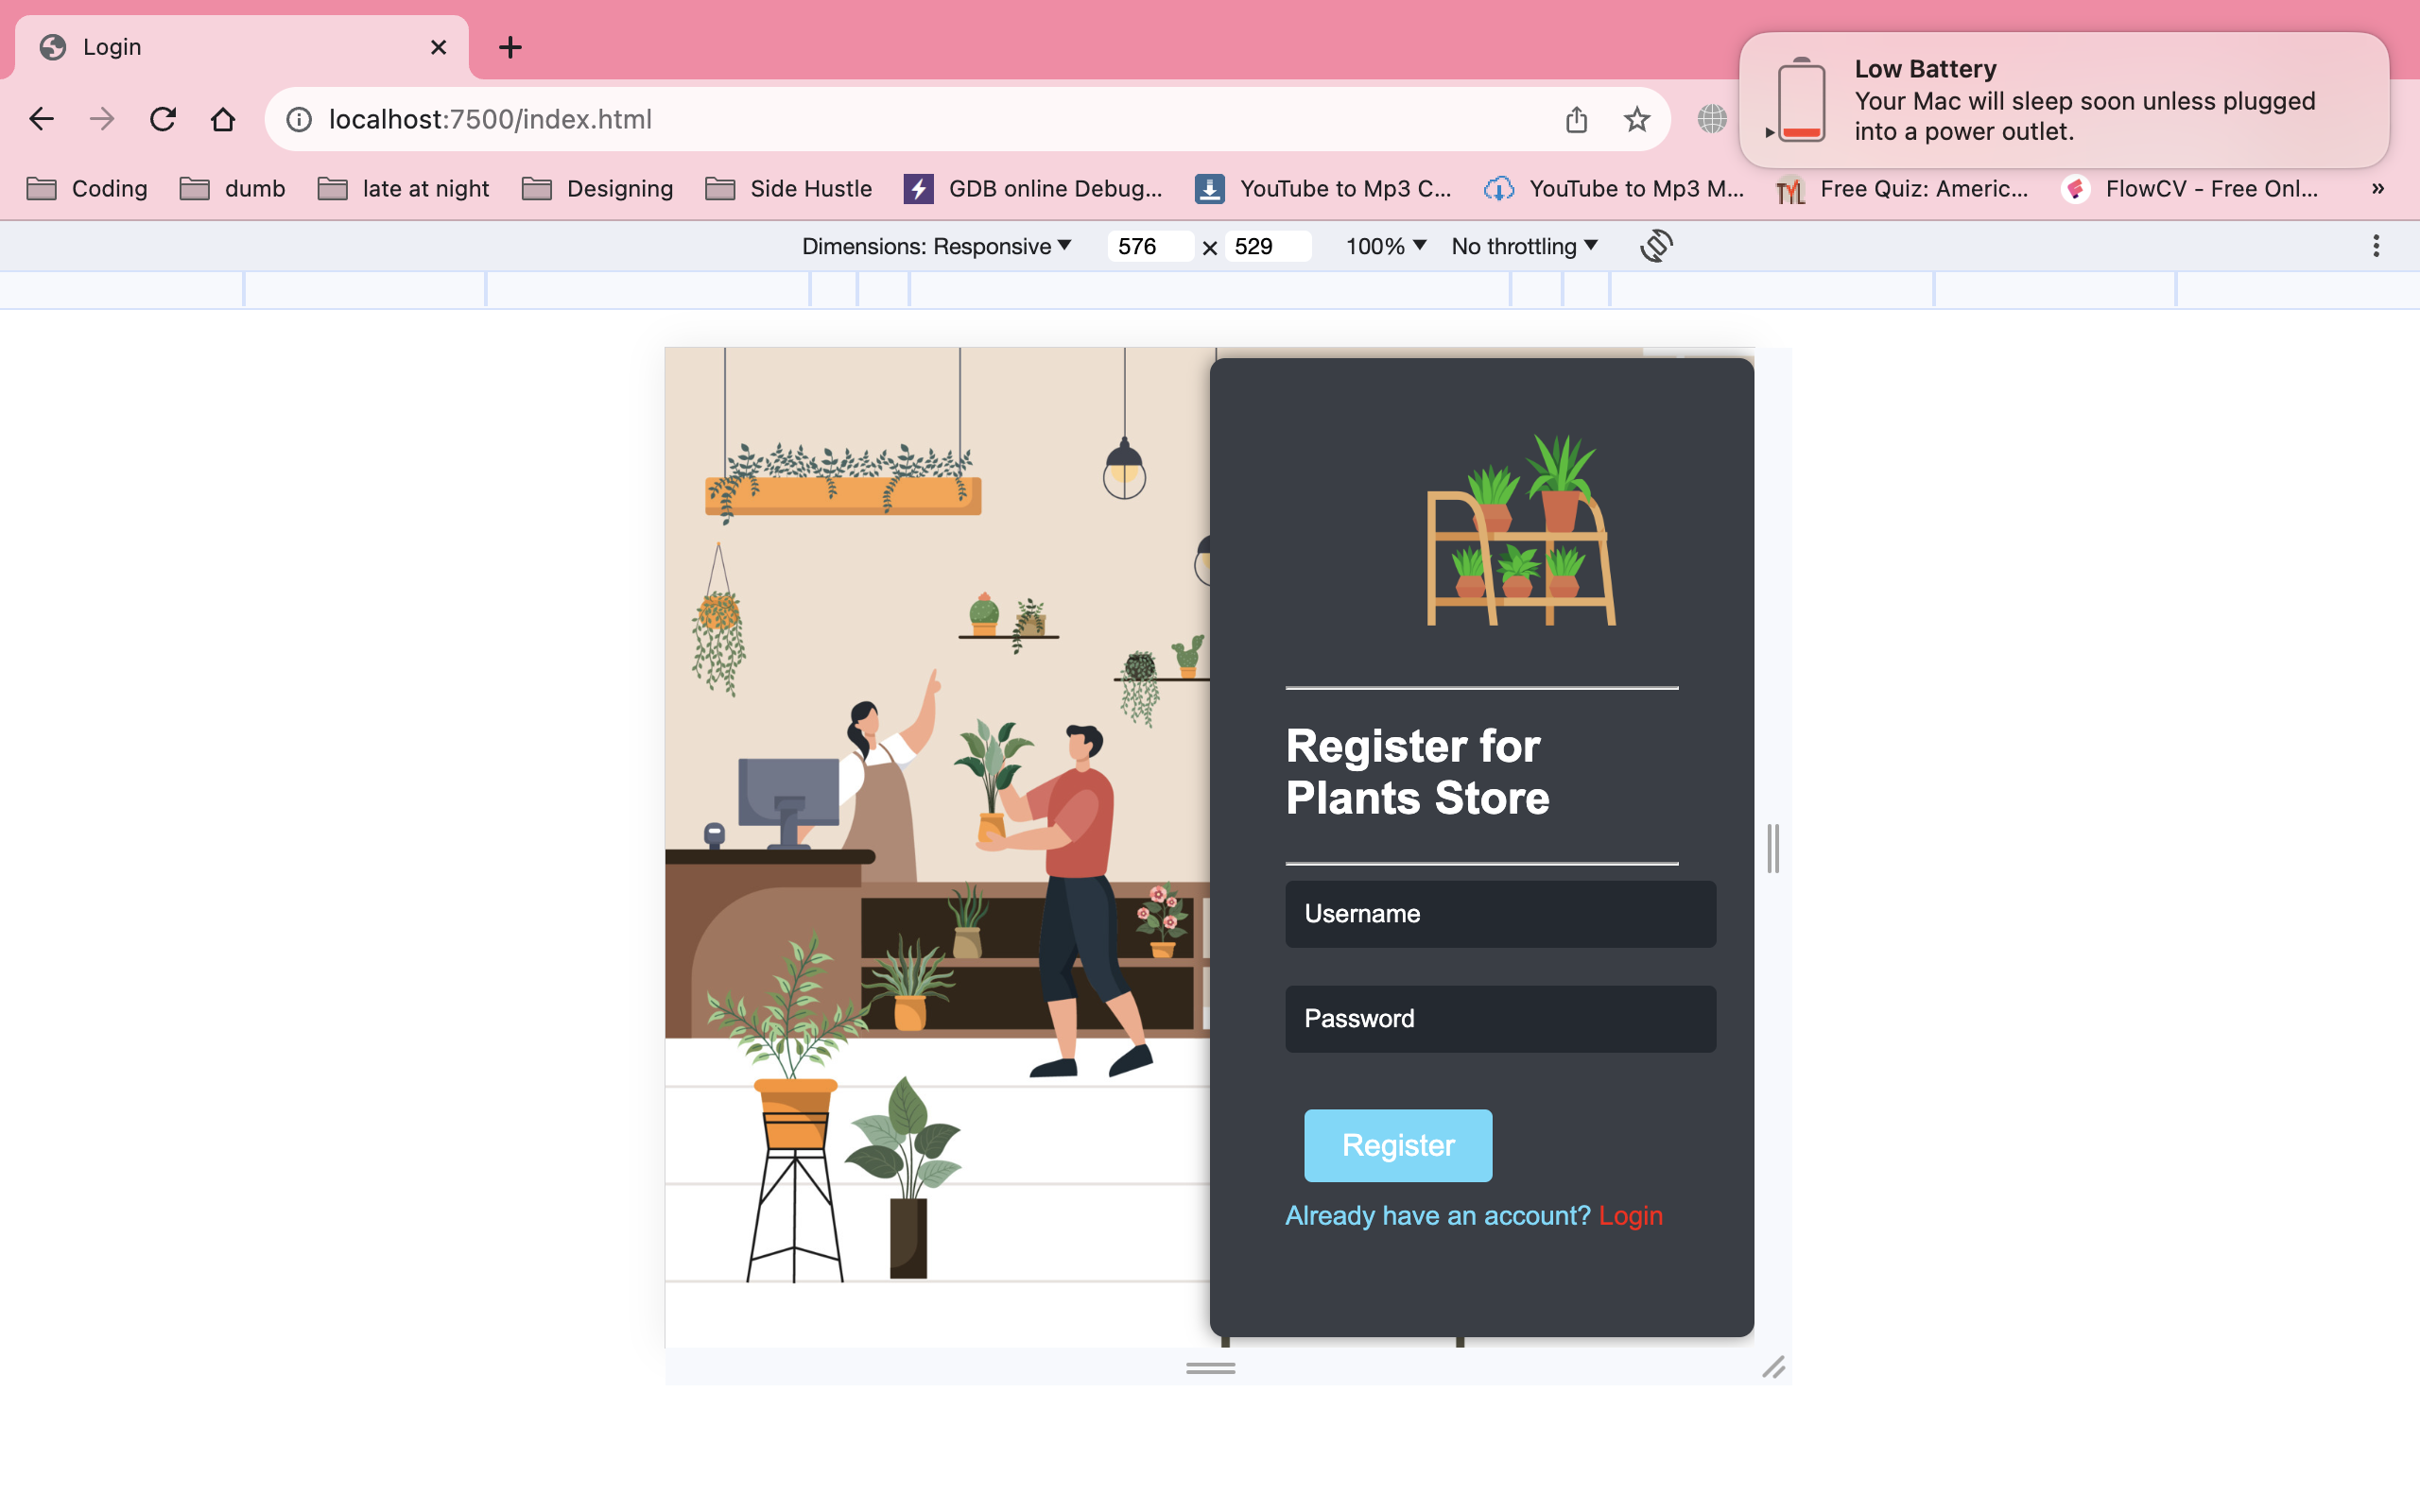 Login
Low Battery
Your Mac will sleep soon unless plugged
into a power outlet.
localhost:7500/index.html
Coding dumb late at night Designing Side Hustle GDB online Debug... YouTube to Mp3 C... YouTube to Mp3 M... Free Quiz: Americ... FlowCV - Free Onl... »
Dimensions: Responsive 576 × 529 100% No throttling
Register for
Plants Store
Username
Password
Register
Already have an account? Login